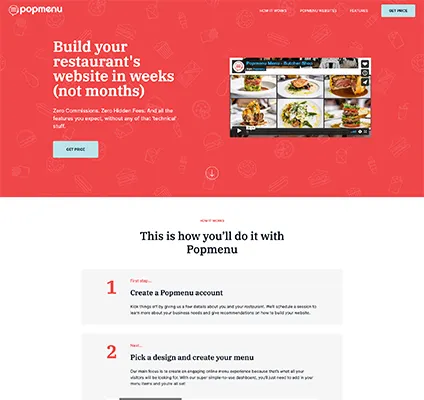 popmenu
HOW IT WORKS
POPMENU WEBSITES
FEATURES
GET PRICE
Build your
restaurant's
website in weeks
(not months)
Zero Commissions. Zero Hidden Fees. And all the
features you expect, without any of that 'technical'
stuff.
GET PRICE
Popmenu Menu - Butcher Shop
HOW IT WORKS
This is how you'll do it with
Popmenu
1
First step...
Create a Popmenu account
Kick things off by giving us a few details about you and your restaurant. We'll schedule a session to
learn more about your business needs and give recommendations on how to build your website.
2
Next...
Pick a design and create your menu
Our main focus is to create an engaging online menu experience because that's what all your
visitors will be looking for. With our super simple-to-use dashboard, you'll just need to add in your
menu items and you're all set!